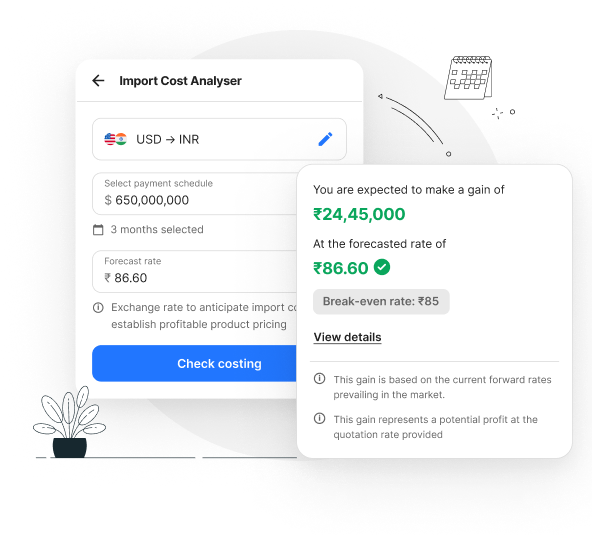 Import Cost Analyser
USD → INR
Select payment schedule
$ 650,000,000
3 months selected
Forecast rate
₹ 86.60
Exchange rate to anticipate import
establish profitable product pricing
Check costing
You are expected to make a gain of
₹24,45,000
At the forecasted rate of
₹86.60
Break-even rate: ₹85
View details
This gain is based on the current forward rates
prevailing in the market.
This gain represents a potential profit at the
quotation rate provided